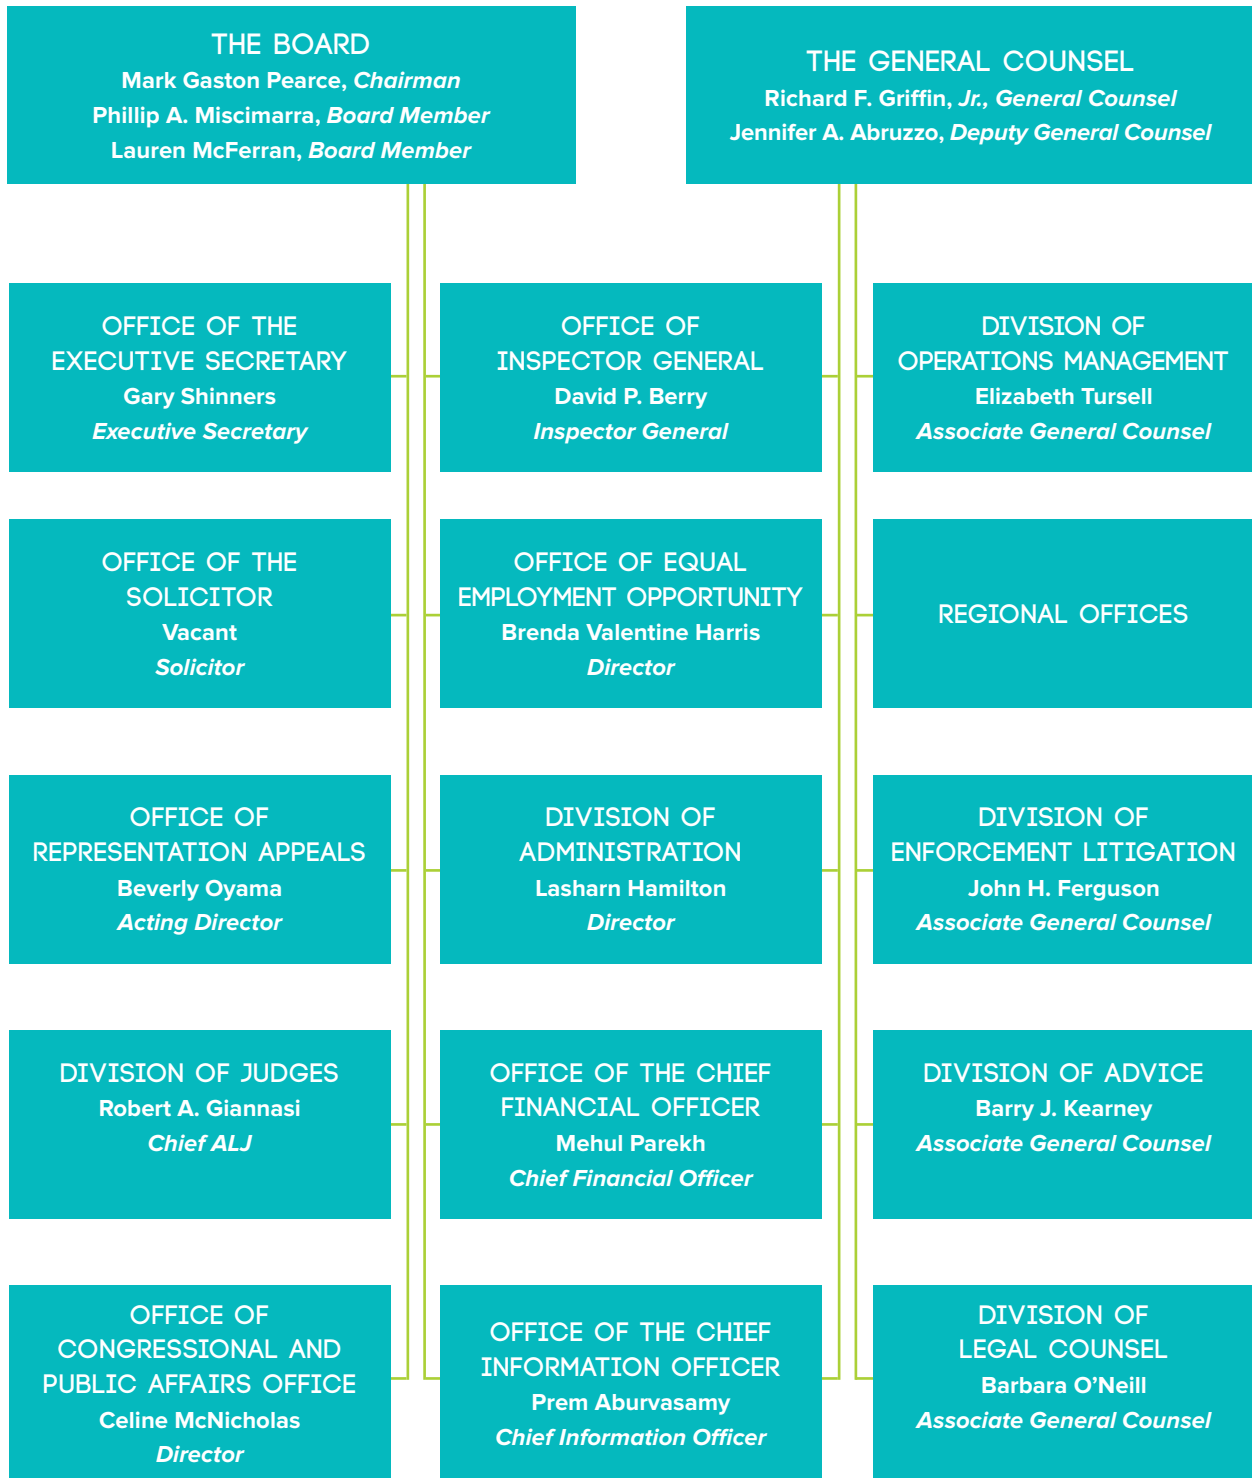 THE BOARD
Mark Gaston Pearce, Chairman
Phillip A. Miscimarra, Board Member
Lauren McFerran, Board Member
THE GENERAL COUNSEL
Richard F. Griffin, Jr., General Counsel
Jennifer A. Abruzzo, Deputy General Counsel
OFFICE OF THE
EXECUTIVE SECRETARY
Gary Shinners
Executive Secretary
OFFICE OF
INSPECTOR GENERAL
David P. Berry
Inspector General
DIVISION OF
OPERATIONS MANAGEMENT
Elizabeth Tursell
Associate General Counsel
OFFICE OF THE
SOLICITOR
Vacant
Solicitor
OFFICE OF EQUAL
EMPLOYMENT OPPORTUNITY
Brenda Valentine Harris
Director
REGIONAL OFFICES
OFFICE OF
REPRESENTATION APPEALS
Beverly Oyama
Acting Director
DIVISION OF
ADMINISTRATION
Lasharn Hamilton
Director
DIVISION OF
ENFORCEMENT LITIGATION
John H. Ferguson
Associate General Counsel
DIVISION OF JUDGES
Robert A. Giannasi
Chief ALJ
OFFICE OF THE CHIEF
FINANCIAL OFFICER
Mehul Parekh
Chief Financial Officer
DIVISION OF ADVICE
Barry J. Kearney
Associate General Counsel
OFFICE OF
CONGRESSIONAL AND
PUBLIC AFFAIRS OFFICE
Celine McNicholas
Director
OFFICE OF THE CHIEF
INFORMATION OFFICER
Prem Aburvasamy
Chief Information Officer
DIVISION OF
LEGAL COUNSEL
Barbara O’Neill
Associate General Counsel